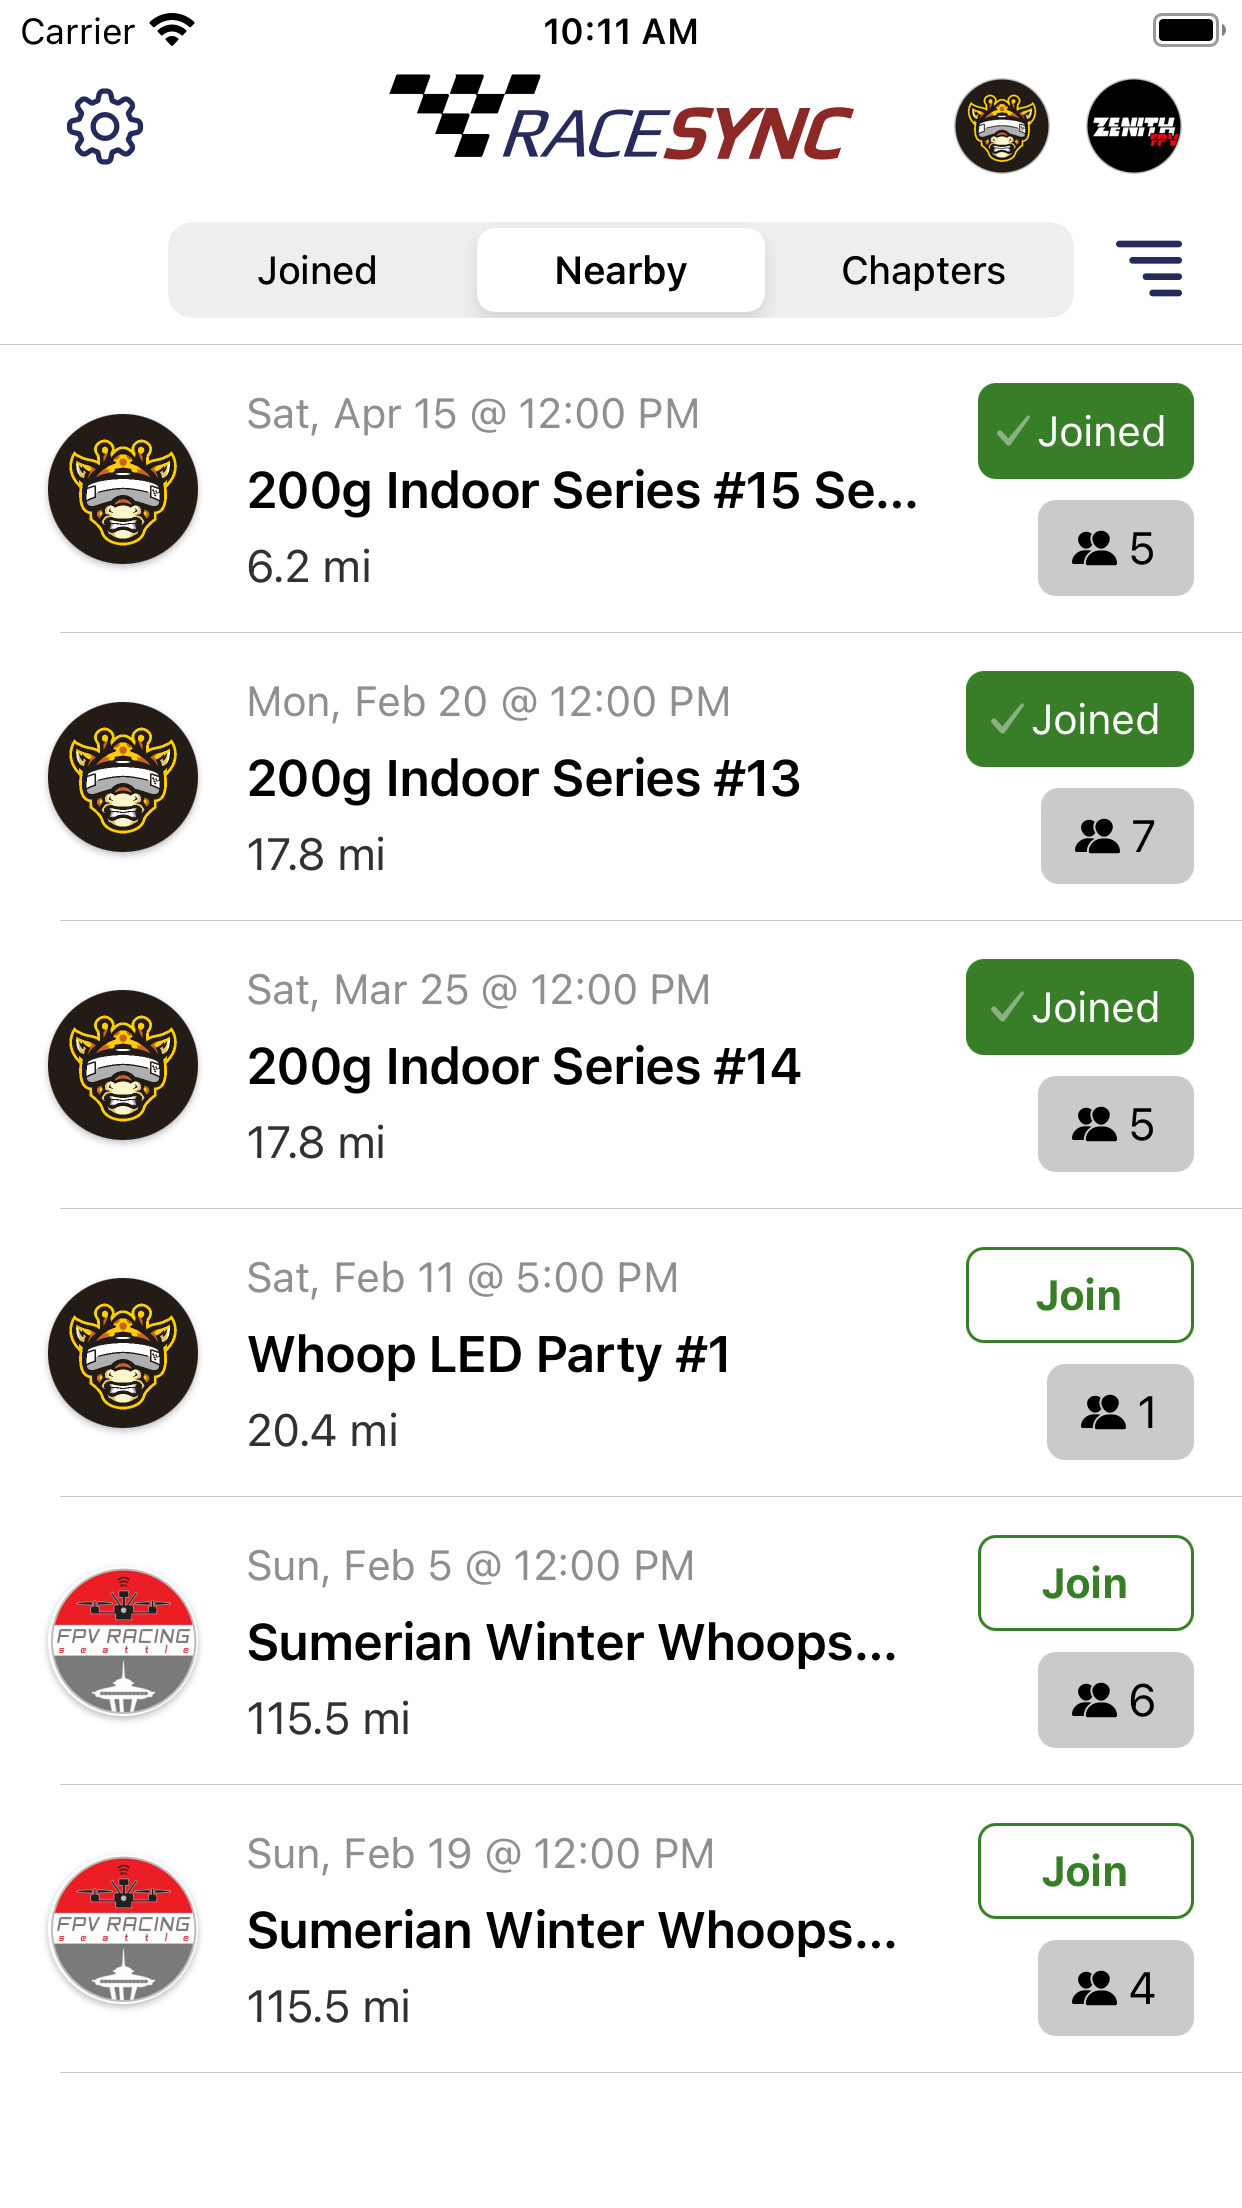 Carrier 10:11 AM
RACESYNC
ZENITH
FPV
Joined Nearby Chapters
Sat, Apr 15 @ 12:00 PM
200g Indoor Series #15 Se...
6.2 mi
Joined
5
Mon, Feb 20 @ 12:00 PM
200g Indoor Series #13
17.8 mi
Joined
7
Sat, Mar 25 @ 12:00 PM
200g Indoor Series #14
17.8 mi
Joined
5
Sat, Feb 11 @ 5:00 PM
Whoop LED Party #1
20.4 mi
Join
1
FPV RACING
seattle
Sun, Feb 5 @ 12:00 PM
Sumerian Winter Whoops...
115.5 mi
Join
6
FPV RACING
seattle
Sun, Feb 19 @ 12:00 PM
Sumerian Winter Whoops...
115.5 mi
Join
4